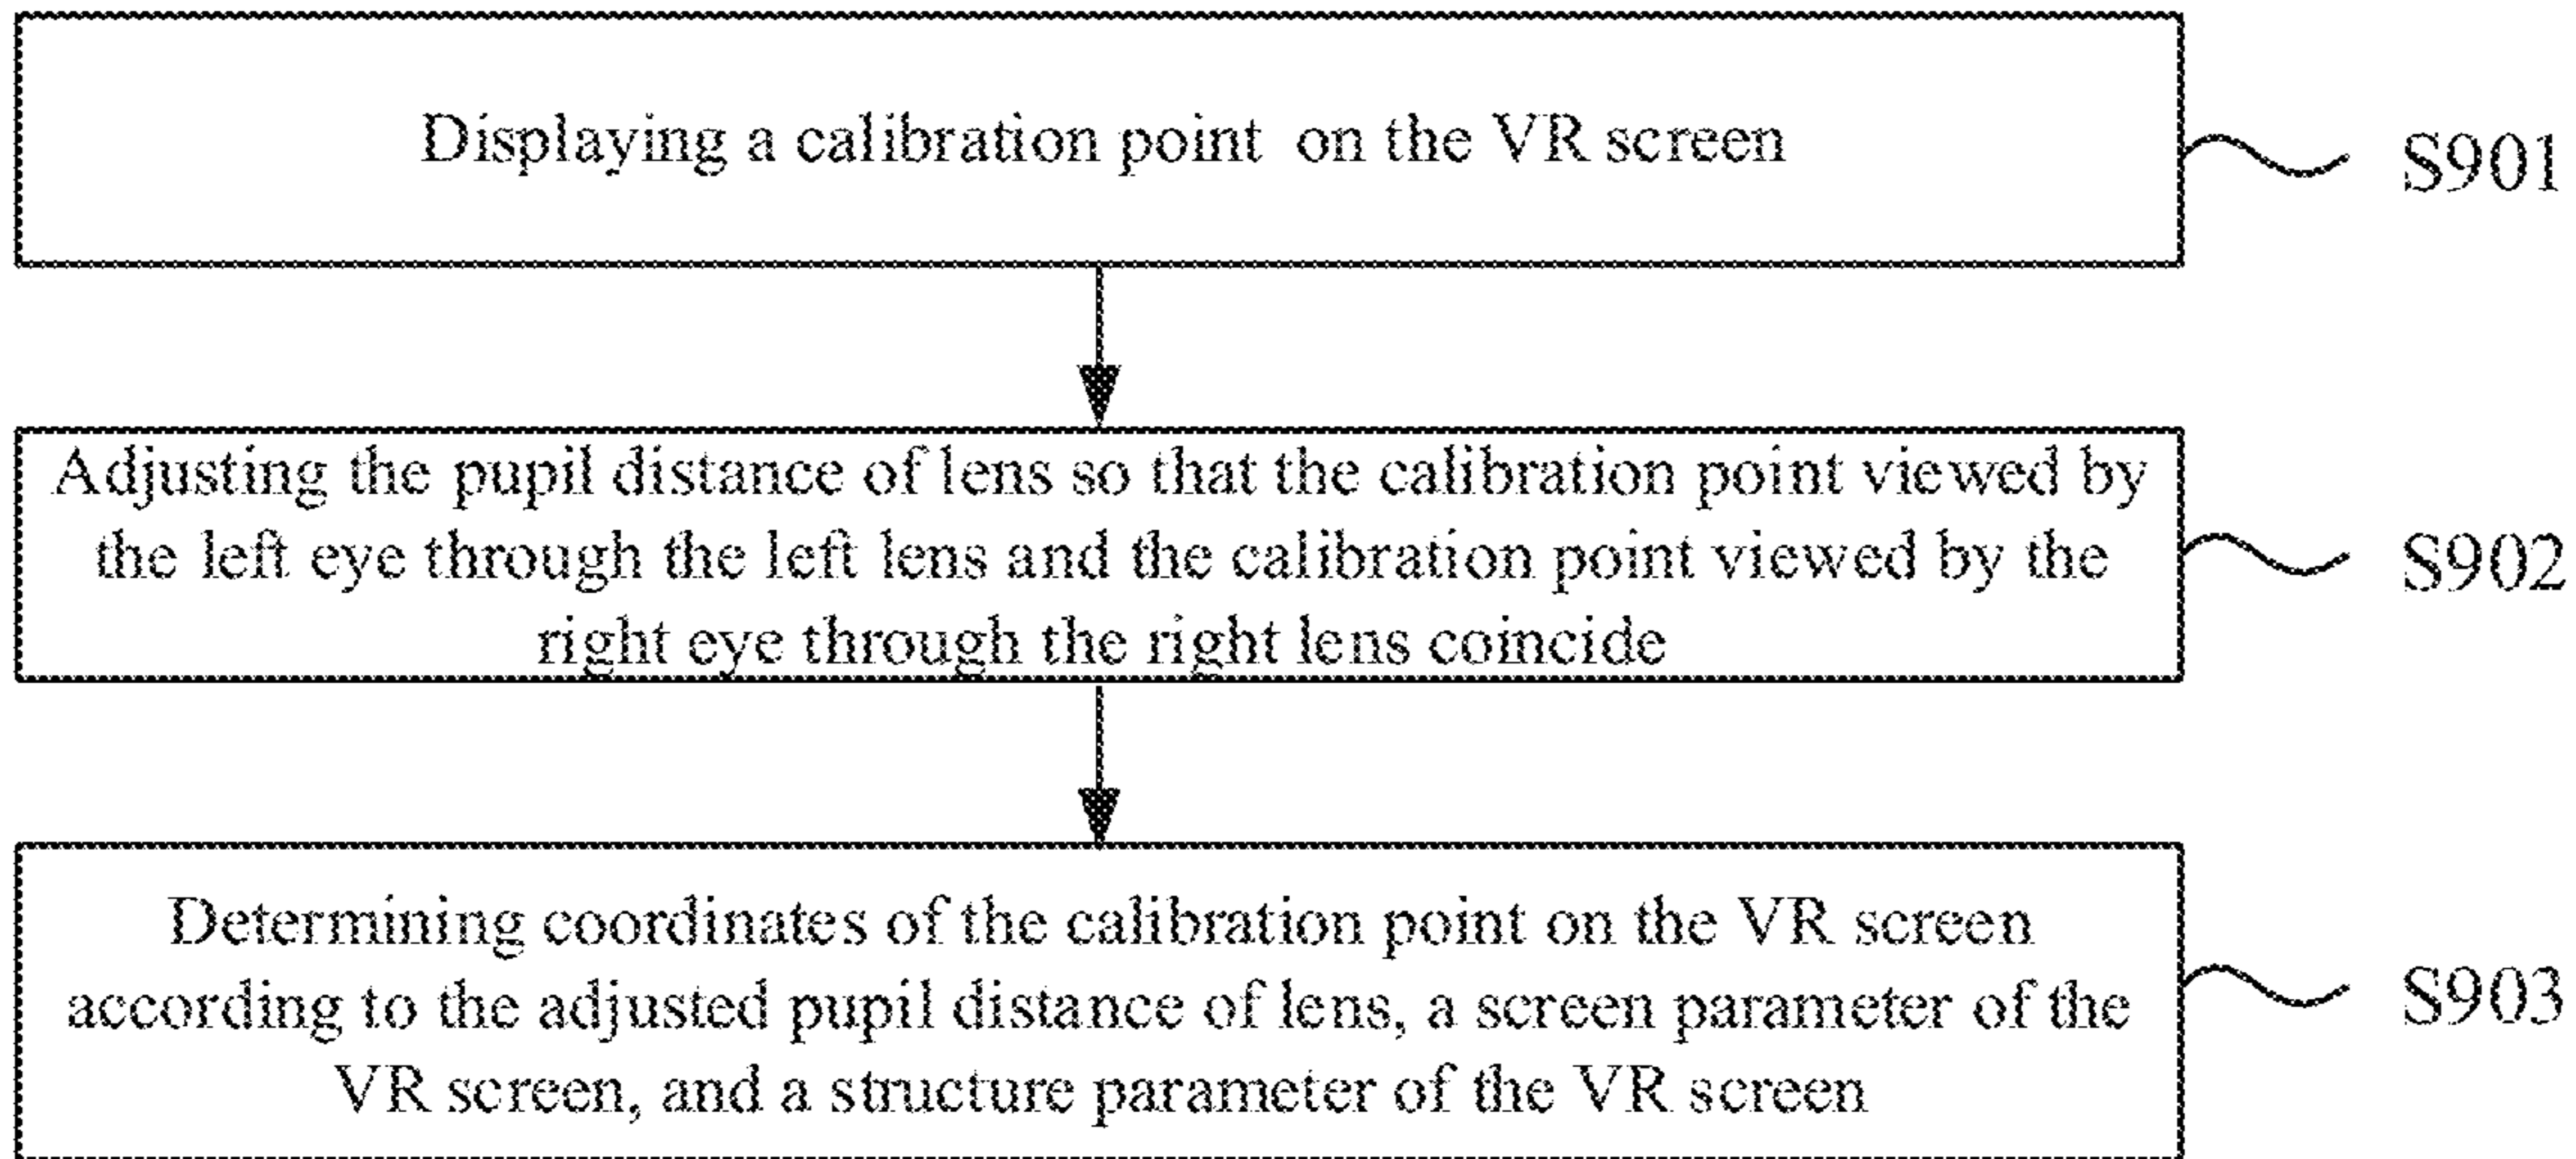 Displaying a calibration point on the VR screen
S901
Adjusting the pupil distance of lens so that the calibration point viewed by
the left eye through the left lens and the calibration point viewed by the
right eye through the right lens coincide
S902
Determining coordinates of the calibration point on the VR screen
according to the adjusted pupil distance of lens, a screen parameter of the
VR screen, and a structure parameter of the VR screen
S903